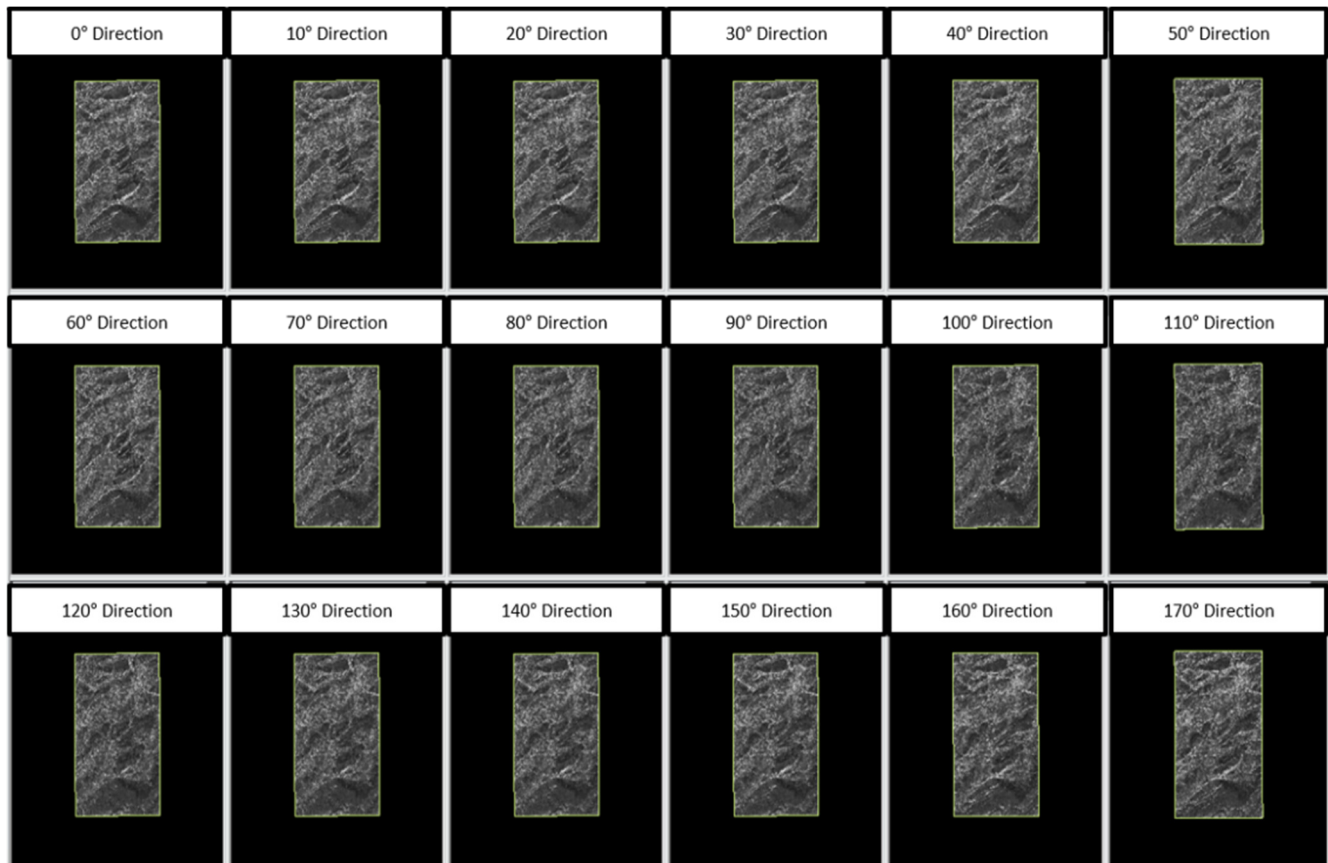 0° Direction
10° Direction
20° Direction
30° Direction
40° Direction
50° Direction
60° Direction
70° Direction
80° Direction
90° Direction
100° Direction
110° Direction
120° Direction
130° Direction
140° Direction
150° Direction
160° Direction
170° Direction